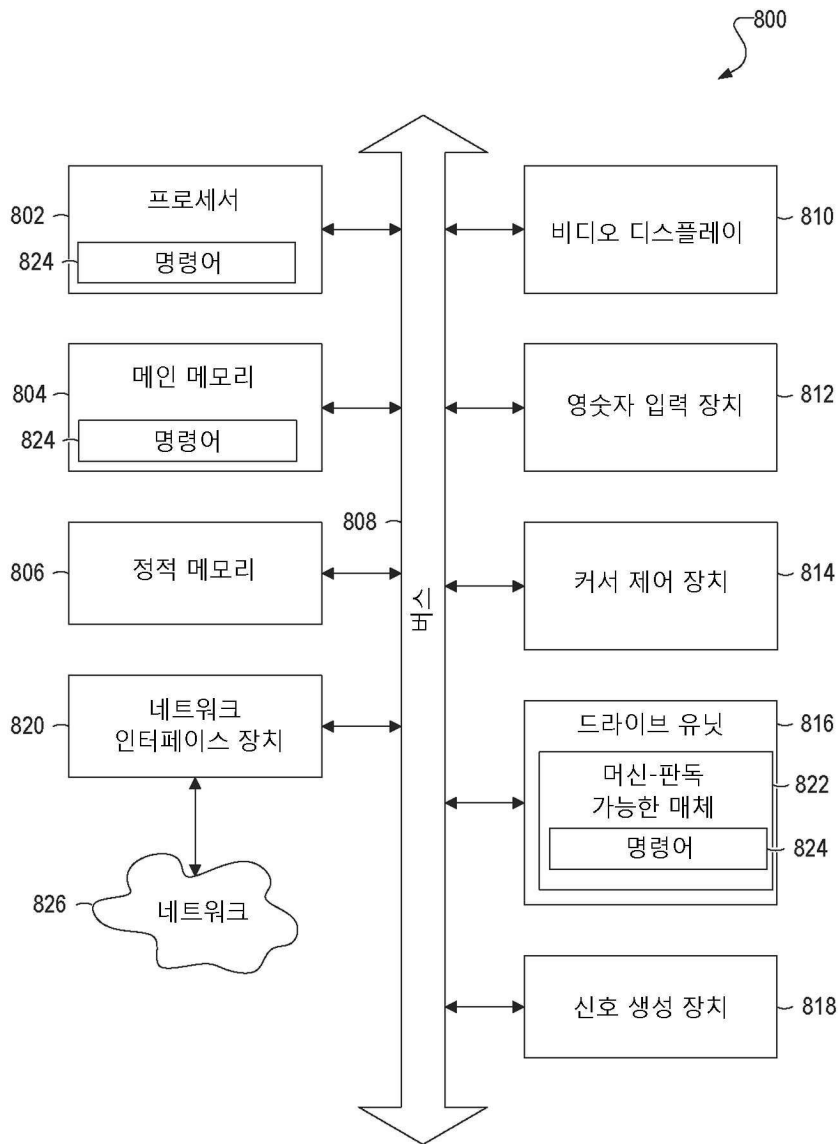 800
802
프로세서
824
명령어
804
메인 메모리
824
명령어
806
정적 메모리
820
네트워크
인터페이스 장치
826
네트워크
808
버스
비디오 디스플레이
810
영숫자 입력 장치
812
커서 제어 장치
814
드라이브 유닛
816
머신-판독
가능한 매체
822
명령어
824
신호 생성 장치
818